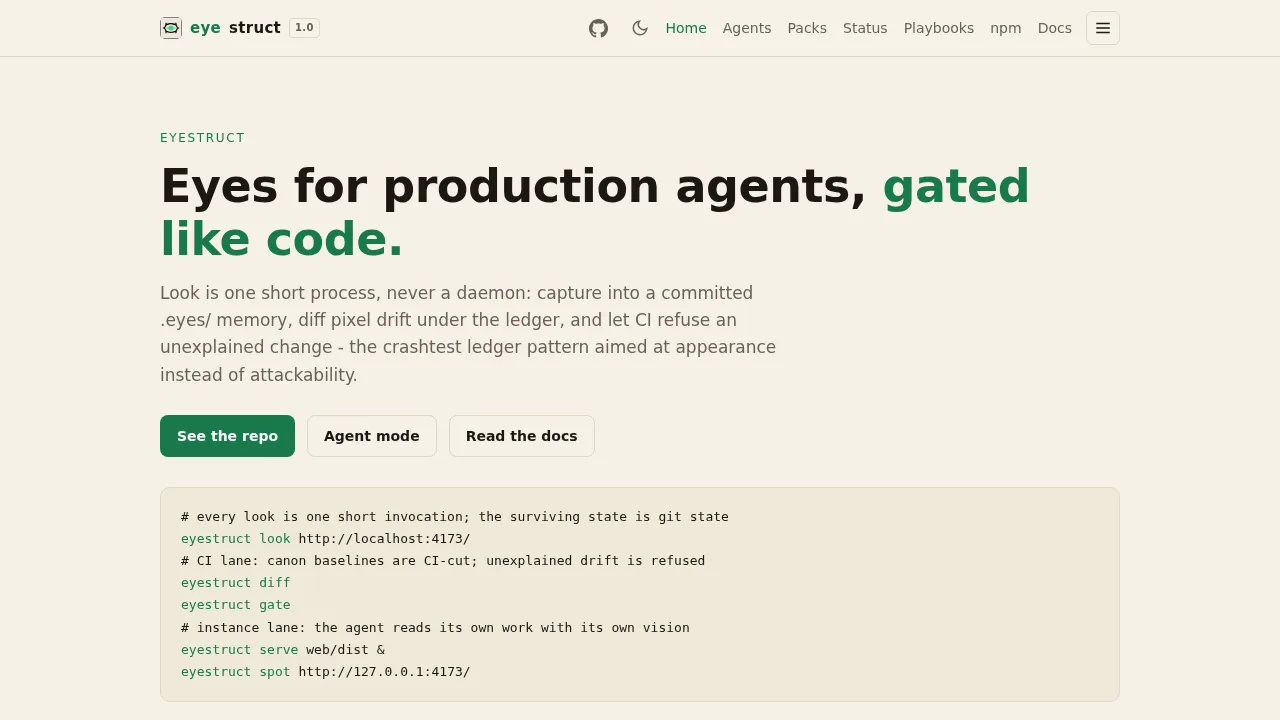 eye struct 1.0
Home Agents Packs Status Playbooks npm Docs
EYESTRUCT
Eyes for production agents, gated
like code.
Look is one short process, never a daemon: capture into a committed
.eyes/ memory, diff pixel drift under the ledger, and let CI refuse an
unexplained change - the crashtest ledger pattern aimed at appearance
instead of attackability.
See the repo Agent mode Read the docs
# every look is one short invocation; the surviving state is git state
eyestruct look http://localhost:4173/
# CI lane: canon baselines are CI-cut; unexplained drift is refused
eyestruct diff
eyestruct gate
# instance lane: the agent reads its own work with its own vision
eyestruct serve web/dist &
eyestruct spot http://127.0.0.1:4173/